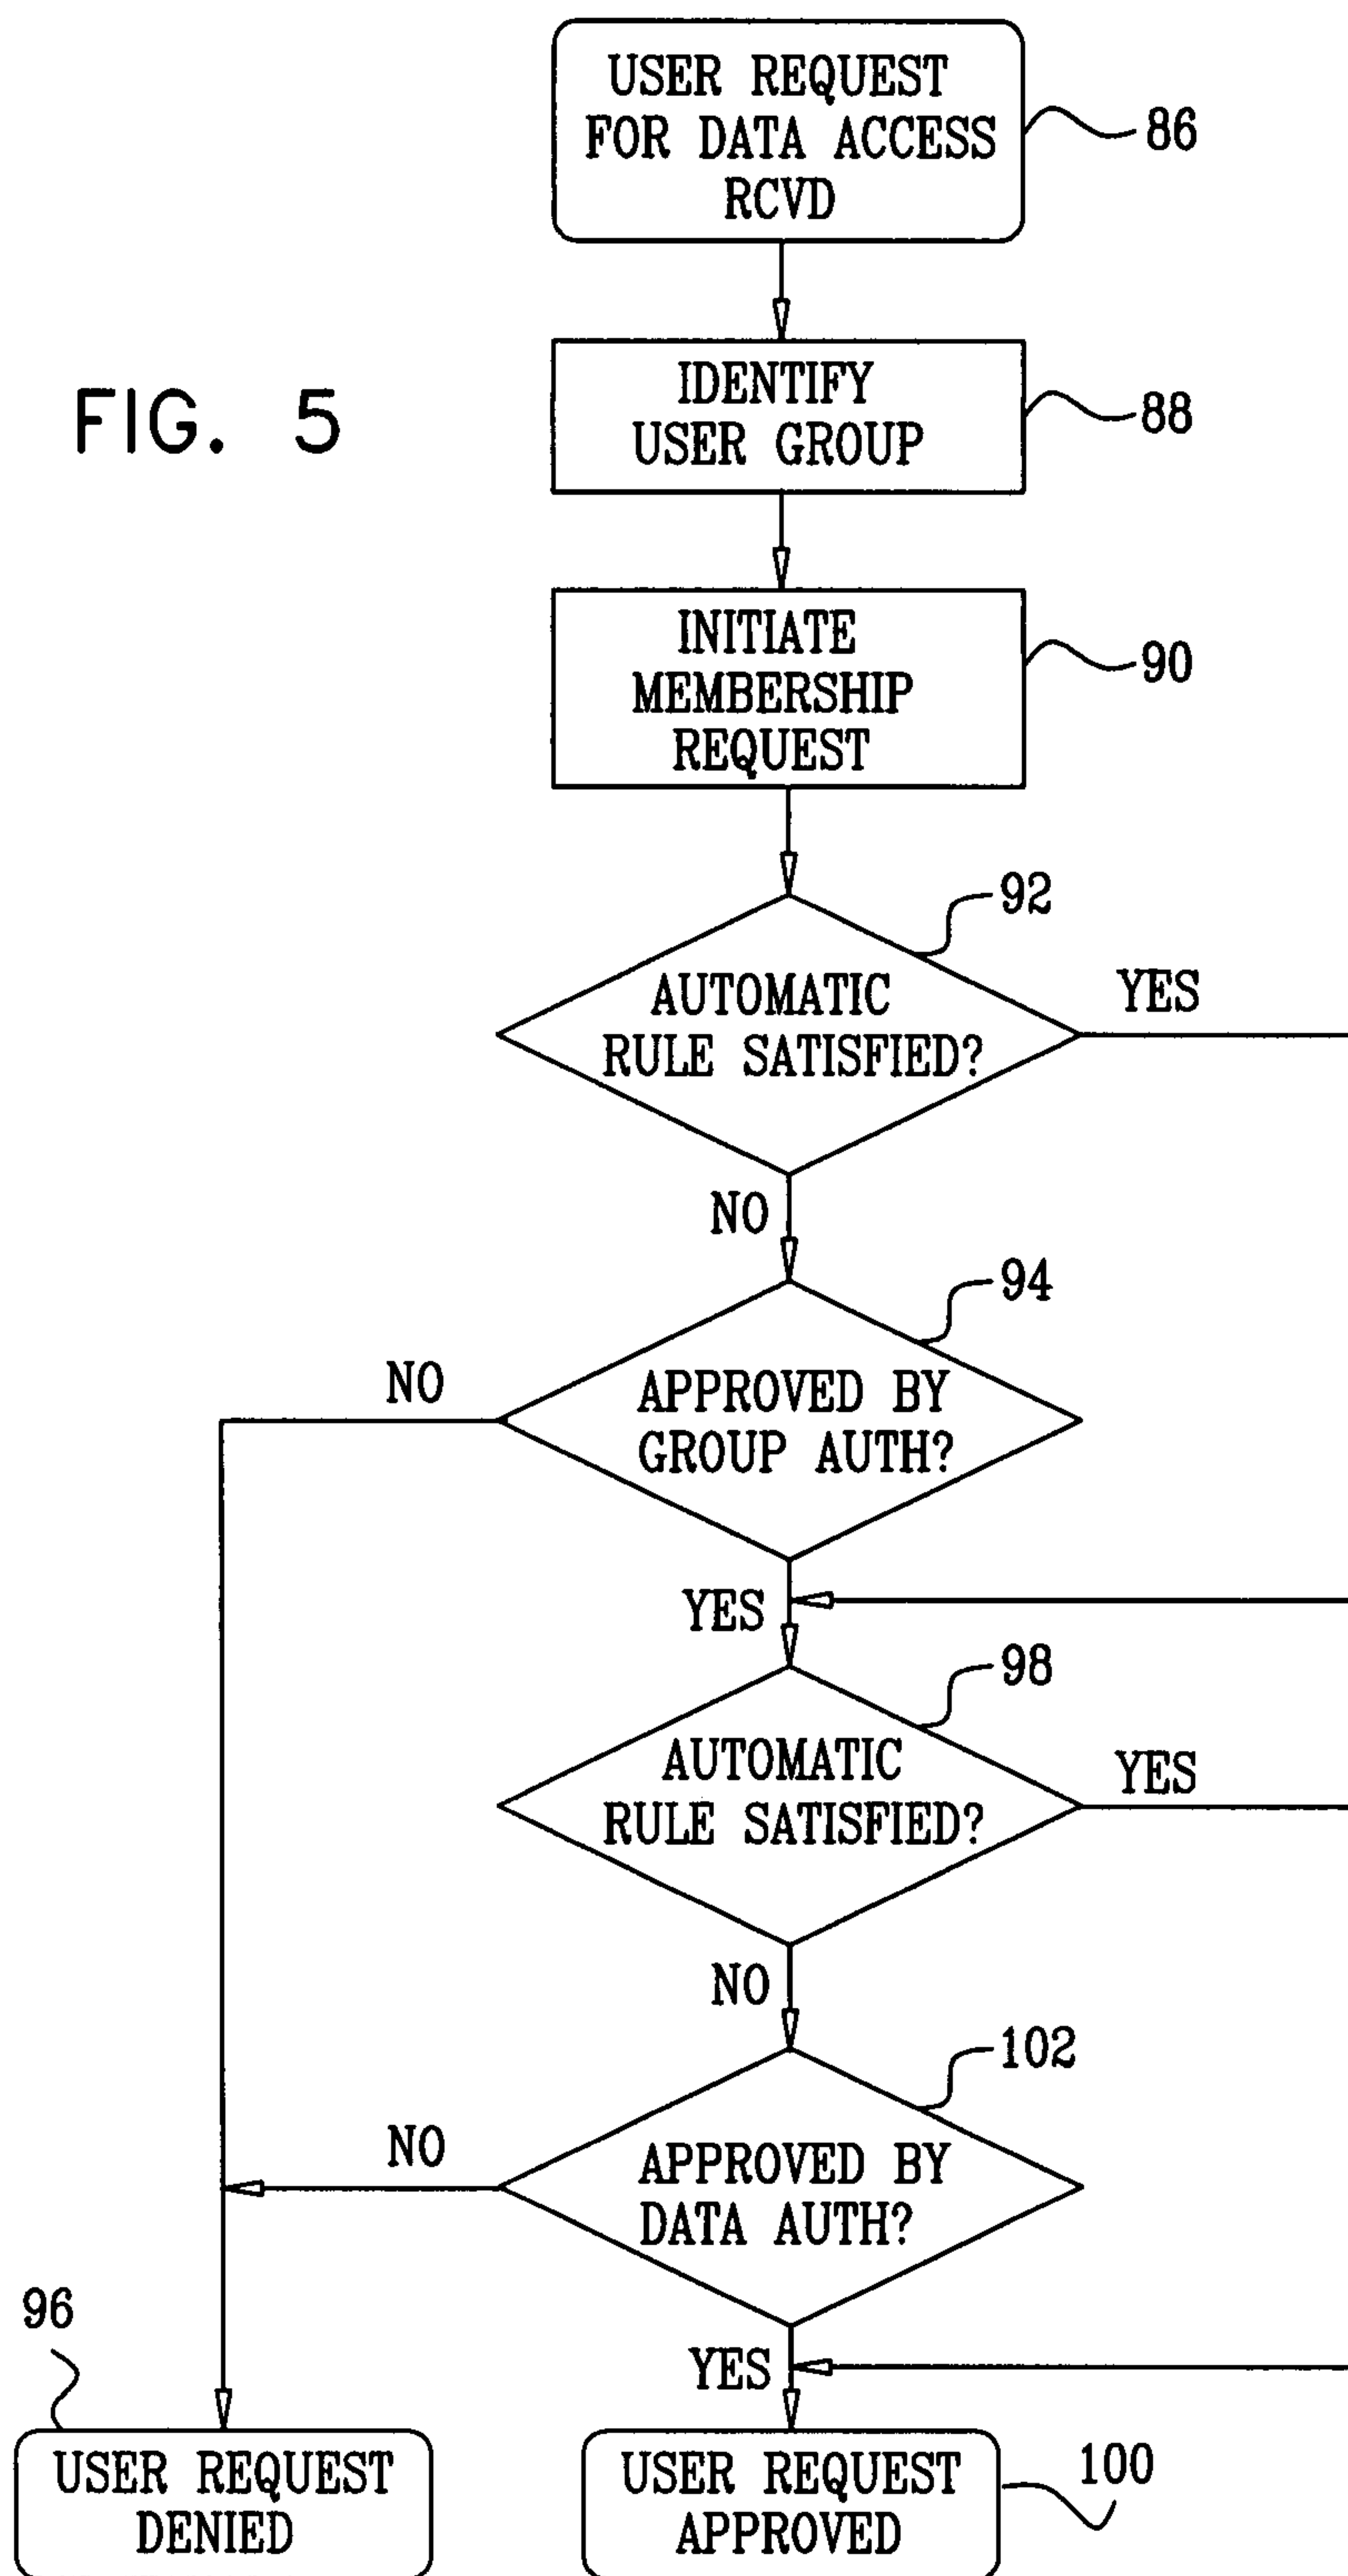 USER REQUEST
FOR DATA ACCESS
RCVD
86
FIG. 5
IDENTIFY
USER GROUP
88
INITIATE
MEMBERSHIP
REQUEST
90
92
AUTOMATIC
RULE SATISFIED?
YES
NO
94
NO
APPROVED BY
GROUP AUTH?
YES
98
AUTOMATIC
RULE SATISFIED?
YES
NO
102
NO
APPROVED BY
DATA AUTH?
96
YES
USER REQUEST
DENIED
USER REQUEST
APPROVED
100